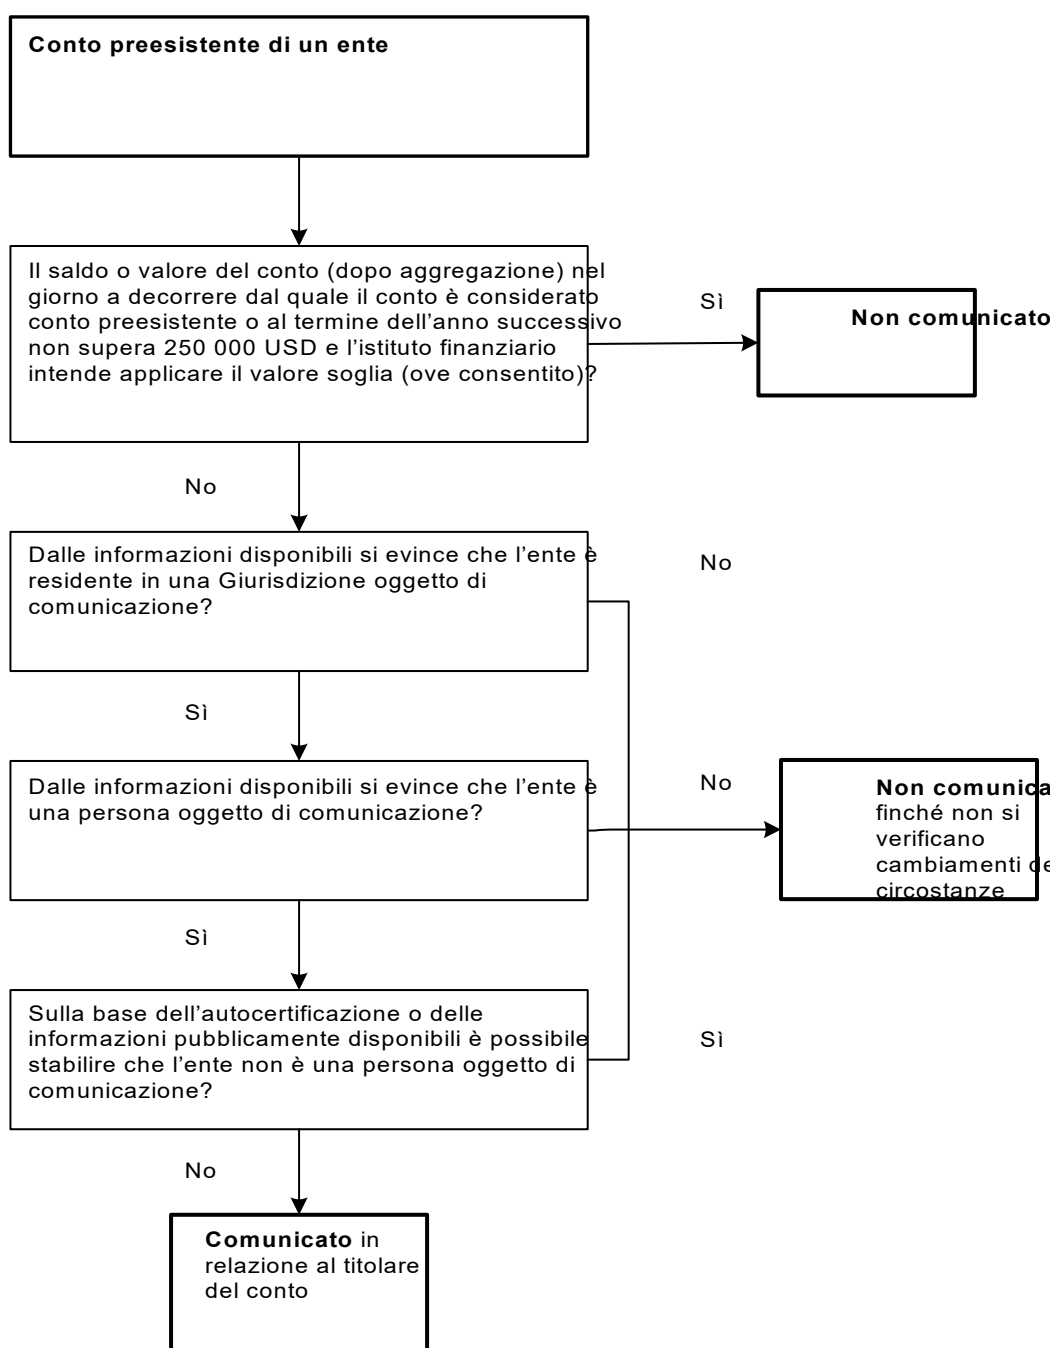 Conto preesistente di un ente
Il saldo o valore del conto (dopo aggregazione) nel
giorno a decorrere dal quale il conto è considerato
conto preesistente o al termine dell’anno successivo
non supera 250 000 USD e l’istituto finanziario
intende applicare il valore soglia (ove consentito)?
Sì
Non comunicato
No
Dalle informazioni disponibili si evince che l’ente è
residente in una Giurisdizione oggetto di
comunicazione?
No
Sì
Dalle informazioni disponibili si evince che l’ente è
una persona oggetto di comunicazione?
No
Non comunica
finché non si
verificano
cambiamenti de
circostanze
Sì
Sulla base dell’autocertificazione o delle
informazioni pubblicamente disponibili è possibile
stabilire che l’ente non è una persona oggetto di
comunicazione?
Sì
No
Comunicato in
relazione al titolare
del conto